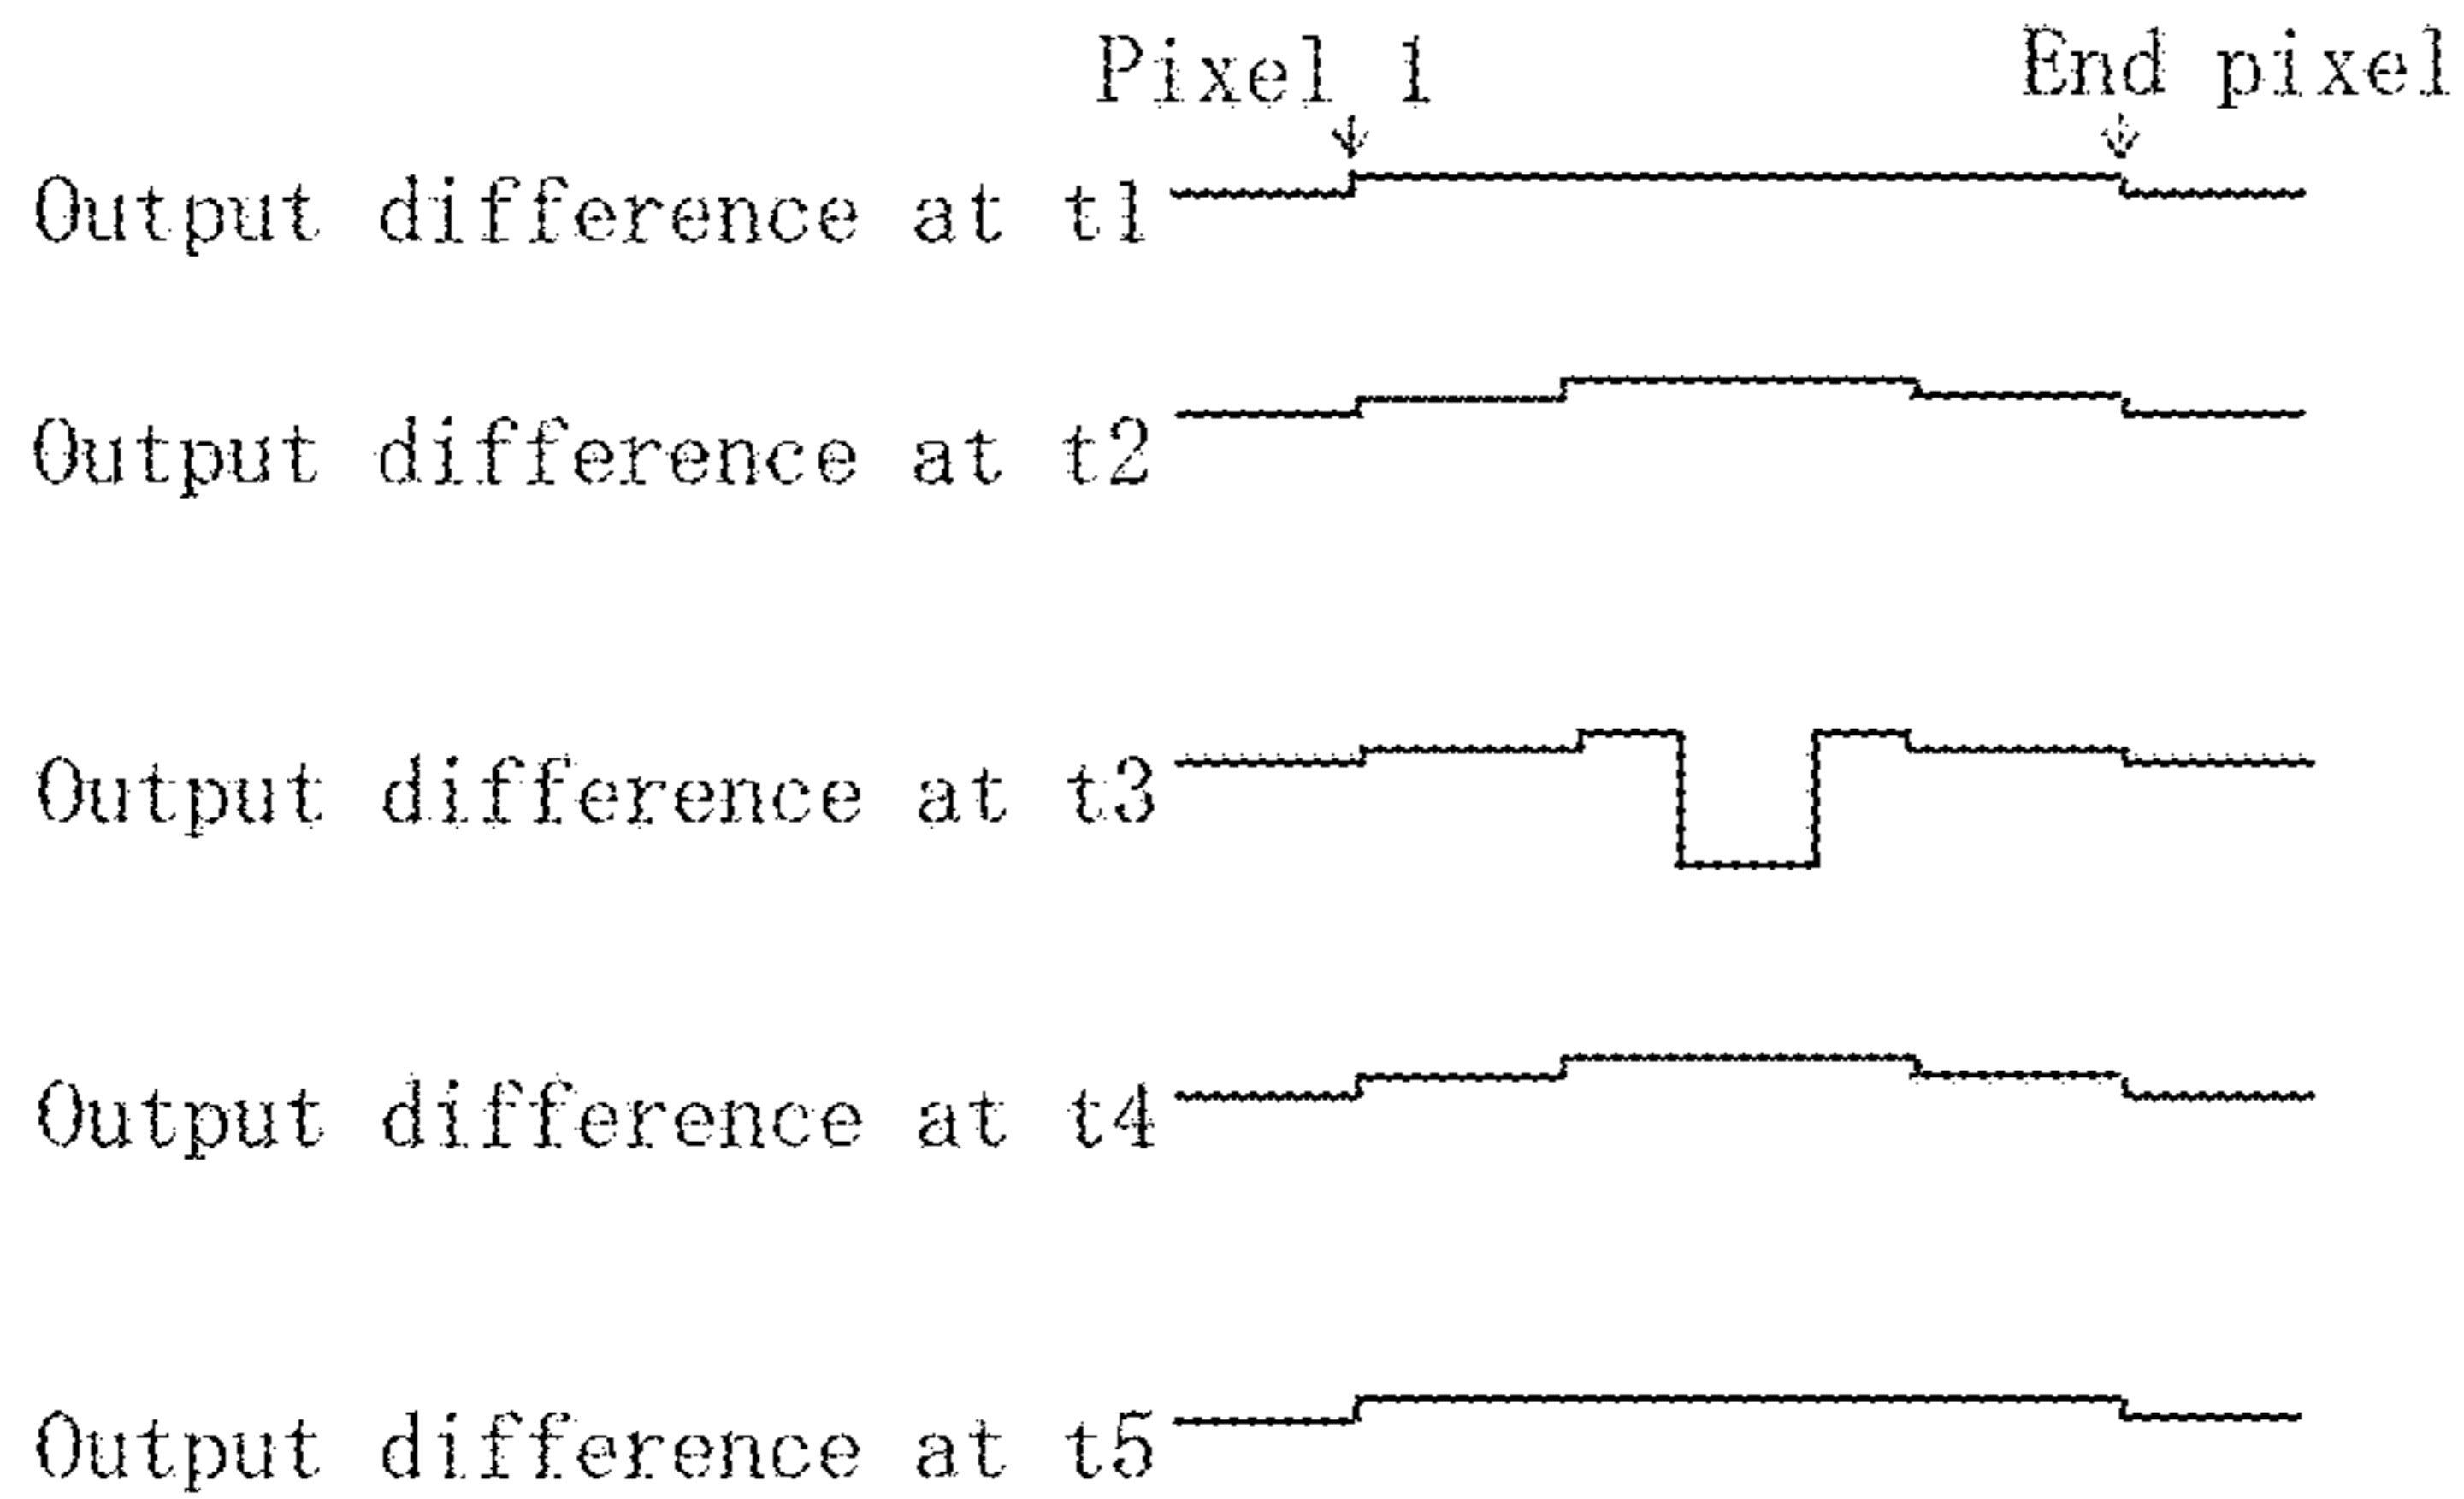 Pixel 1 End pixel
Output difference at t1
Output difference at t2
Output difference at t3
Output difference at t4
Output difference at t5